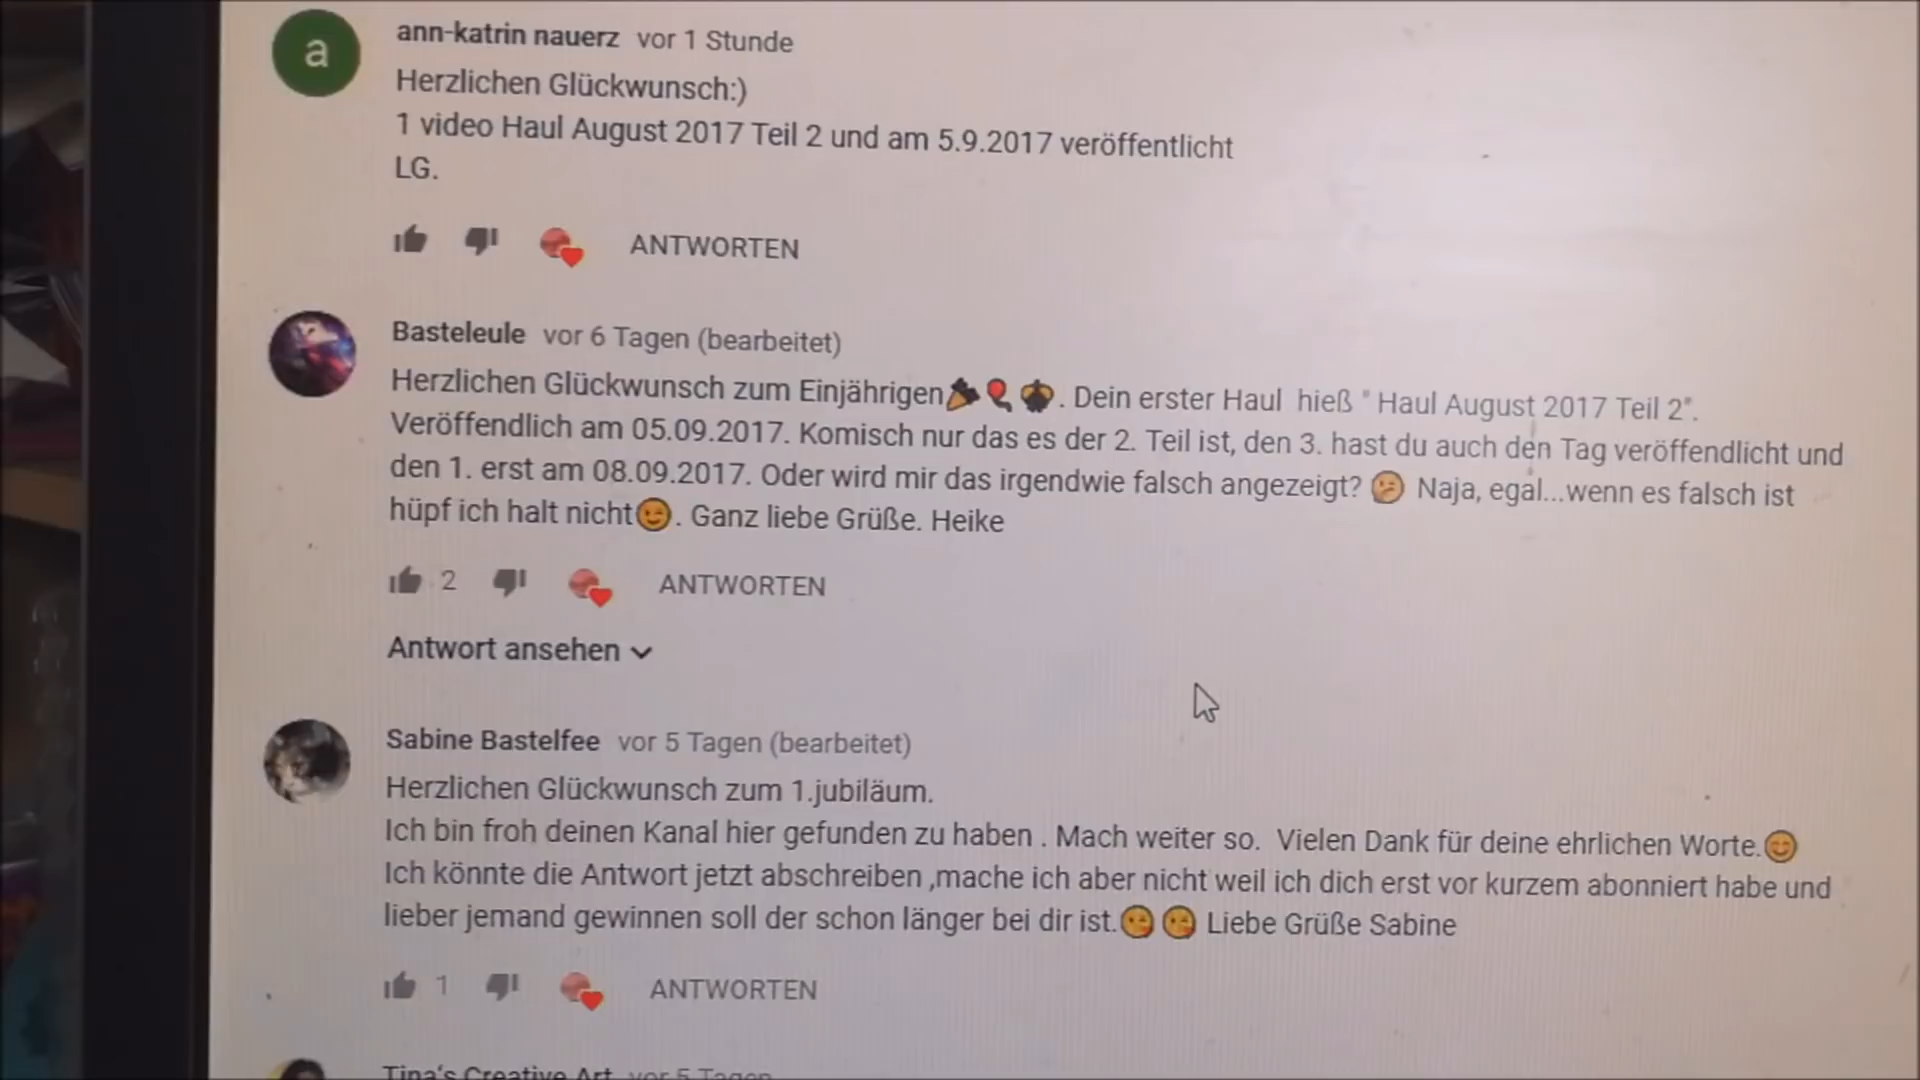 a
ann-katrin nauerz vor 1 Stunde
Herzlichen Glückwunsch:)
1 video Haul August 2017 Teil 2 und am 5.9.2017 veröffentlicht
LG.
ANTWORTEN
Basteleule vor 6 Tagen (bearbeitet)
Herzlichen Glückwunsch zum Einjährigen🎉🎈👑. Dein erster Haul hieß " Haul August 2017 Teil 2".
Veröffendlich am 05.09.2017. Komisch nur das es der 2. Teil ist, den 3. hast du auch den Tag veröffendlicht und
den 1. erst am 08.09.2017. Oder wird mir das irgendwie falsch angezeigt? 😕 Naja, egal...wenn es falsch ist
hüpf ich halt nicht😉. Ganz liebe Grüße. Heike
2 ANTWORTEN
Antwort ansehen
Sabine Bastelfee vor 5 Tagen (bearbeitet)
Herzlichen Glückwunsch zum 1.jubiläum.
Ich bin froh deinen Kanal hier gefunden zu haben . Mach weiter so. Vielen Dank für deine ehrlichen Worte.😊
Ich könnte die Antwort jetzt abschreiben ,mache ich aber nicht weil ich dich erst vor kurzem abonniert habe und
lieber jemand gewinnen soll der schon länger bei dir ist.😘 😘 Liebe Grüße Sabine
1 ANTWORTEN
Tina's Creative Art vor 5 Tagen